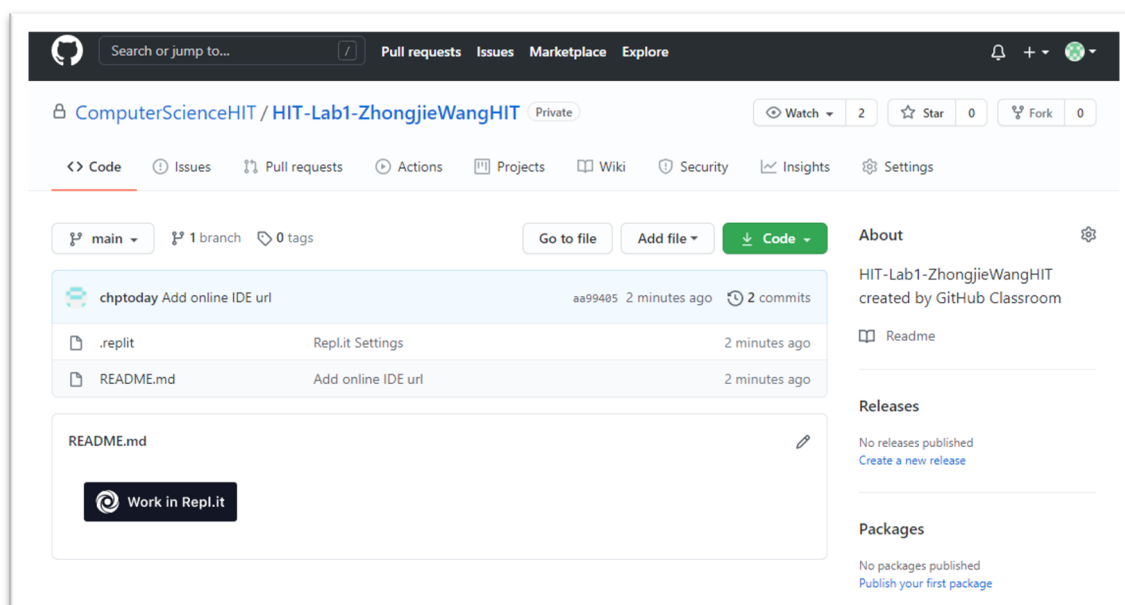 Search or jump to... / Pull requests Issues Marketplace Explore
ComputerScienceHIT / HIT-Lab1-ZhongjieWangHIT Private Watch 2 Star 0 Fork 0
Code Issues Pull requests Actions Projects Wiki Security Insights Settings
main 1 branch 0 tags Go to file Add file Code
chptoday Add online IDE url aa99405 2 minutes ago 2 commits
.replit Repl.it Settings 2 minutes ago
README.md Add online IDE url 2 minutes ago
README.md
Work in Repl.it
About
HIT-Lab1-ZhongjieWangHIT
created by GitHub Classroom
Readme
Releases
No releases published
Create a new release
Packages
No packages published
Publish your first package